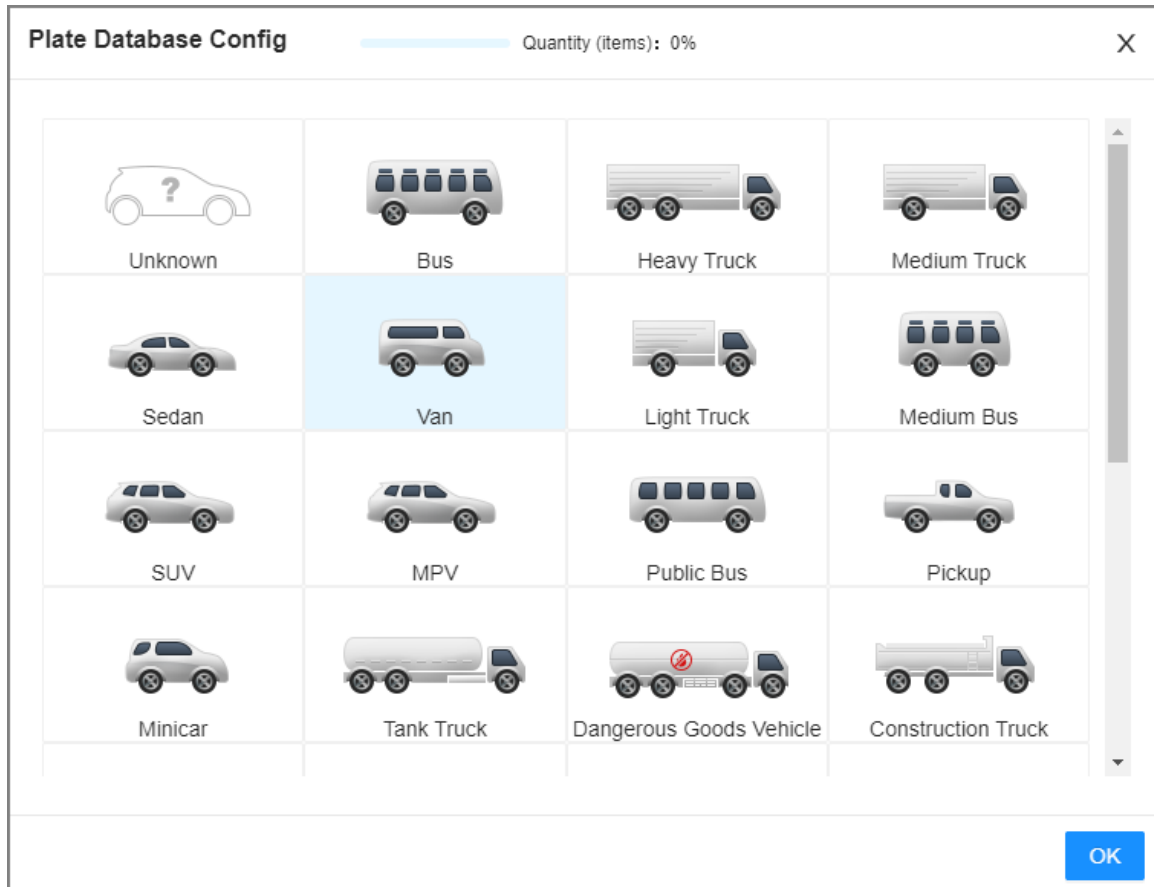 Plate Database Config
Quantity (items): 0%
X
?
Unknown
Bus
Heavy Truck
Medium Truck
Sedan
Van
Light Truck
Medium Bus
SUV
MPV
Public Bus
Pickup
Minicar
Tank Truck
Dangerous Goods Vehicle
Construction Truck
OK